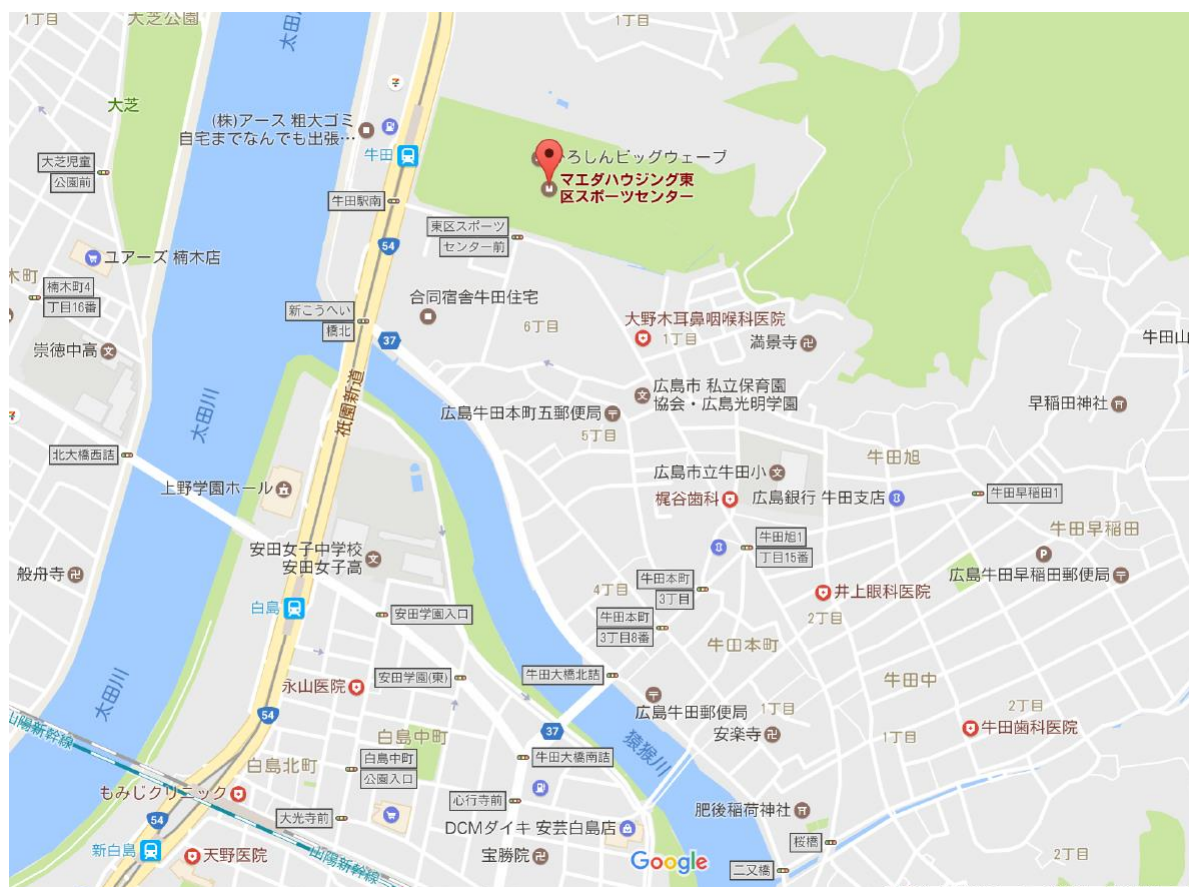 1丁目
大芝公園
太田川
1丁目
大芝
(株)アース 粗大ゴミ
自宅までなんでも出張…
牛田
ろしんビッグウェーブ
マエダハウジング東
区スポーツセンター
大芝児童
公園前
牛田駅南
東区スポーツ
センター前
54
ユアーズ 楠木店
木町
楠木町4
丁目16番
合同宿舎牛田住宅
新こうへい
橋北
37
6丁目
大野木耳鼻咽喉科医院
1丁目
満景寺
牛田山
崇徳中高
祇園新道
太田川
広島市 私立保育園
協会・広島光明学園
早稲田神社
広島牛田本町五郵便局
5丁目
北大橋西詰
牛田旭
広島市立牛田小
上野学園ホール
梶谷歯科
広島銀行 牛田支店
牛田早稲田1
牛田早稲田
牛田旭1
丁目15番
安田女子中学校
安田女子高
般舟寺
広島牛田早稲田郵便局
牛田本町
3丁目
4丁目
井上眼科医院
白島
安田学園入口
牛田本町
3丁目8番
2丁目
牛田本町
永山医院
安田学園(東)
牛田大橋北詰
牛田中
太田川
山陽新幹線
54
広島牛田郵便局
1丁目
2丁目
牛田歯科医院
37
白島中町
安楽寺
1丁目
猿猴川
白島北町
白島中町
公園入口
牛田大橋南詰
もみじクリニック
心行寺前
肥後稲荷神社
54
大光寺前
DCMダイキ 安芸白島店
桜橋
新白島
天野医院
山陽新幹線
宝勝院
Google
二又橋
2丁目